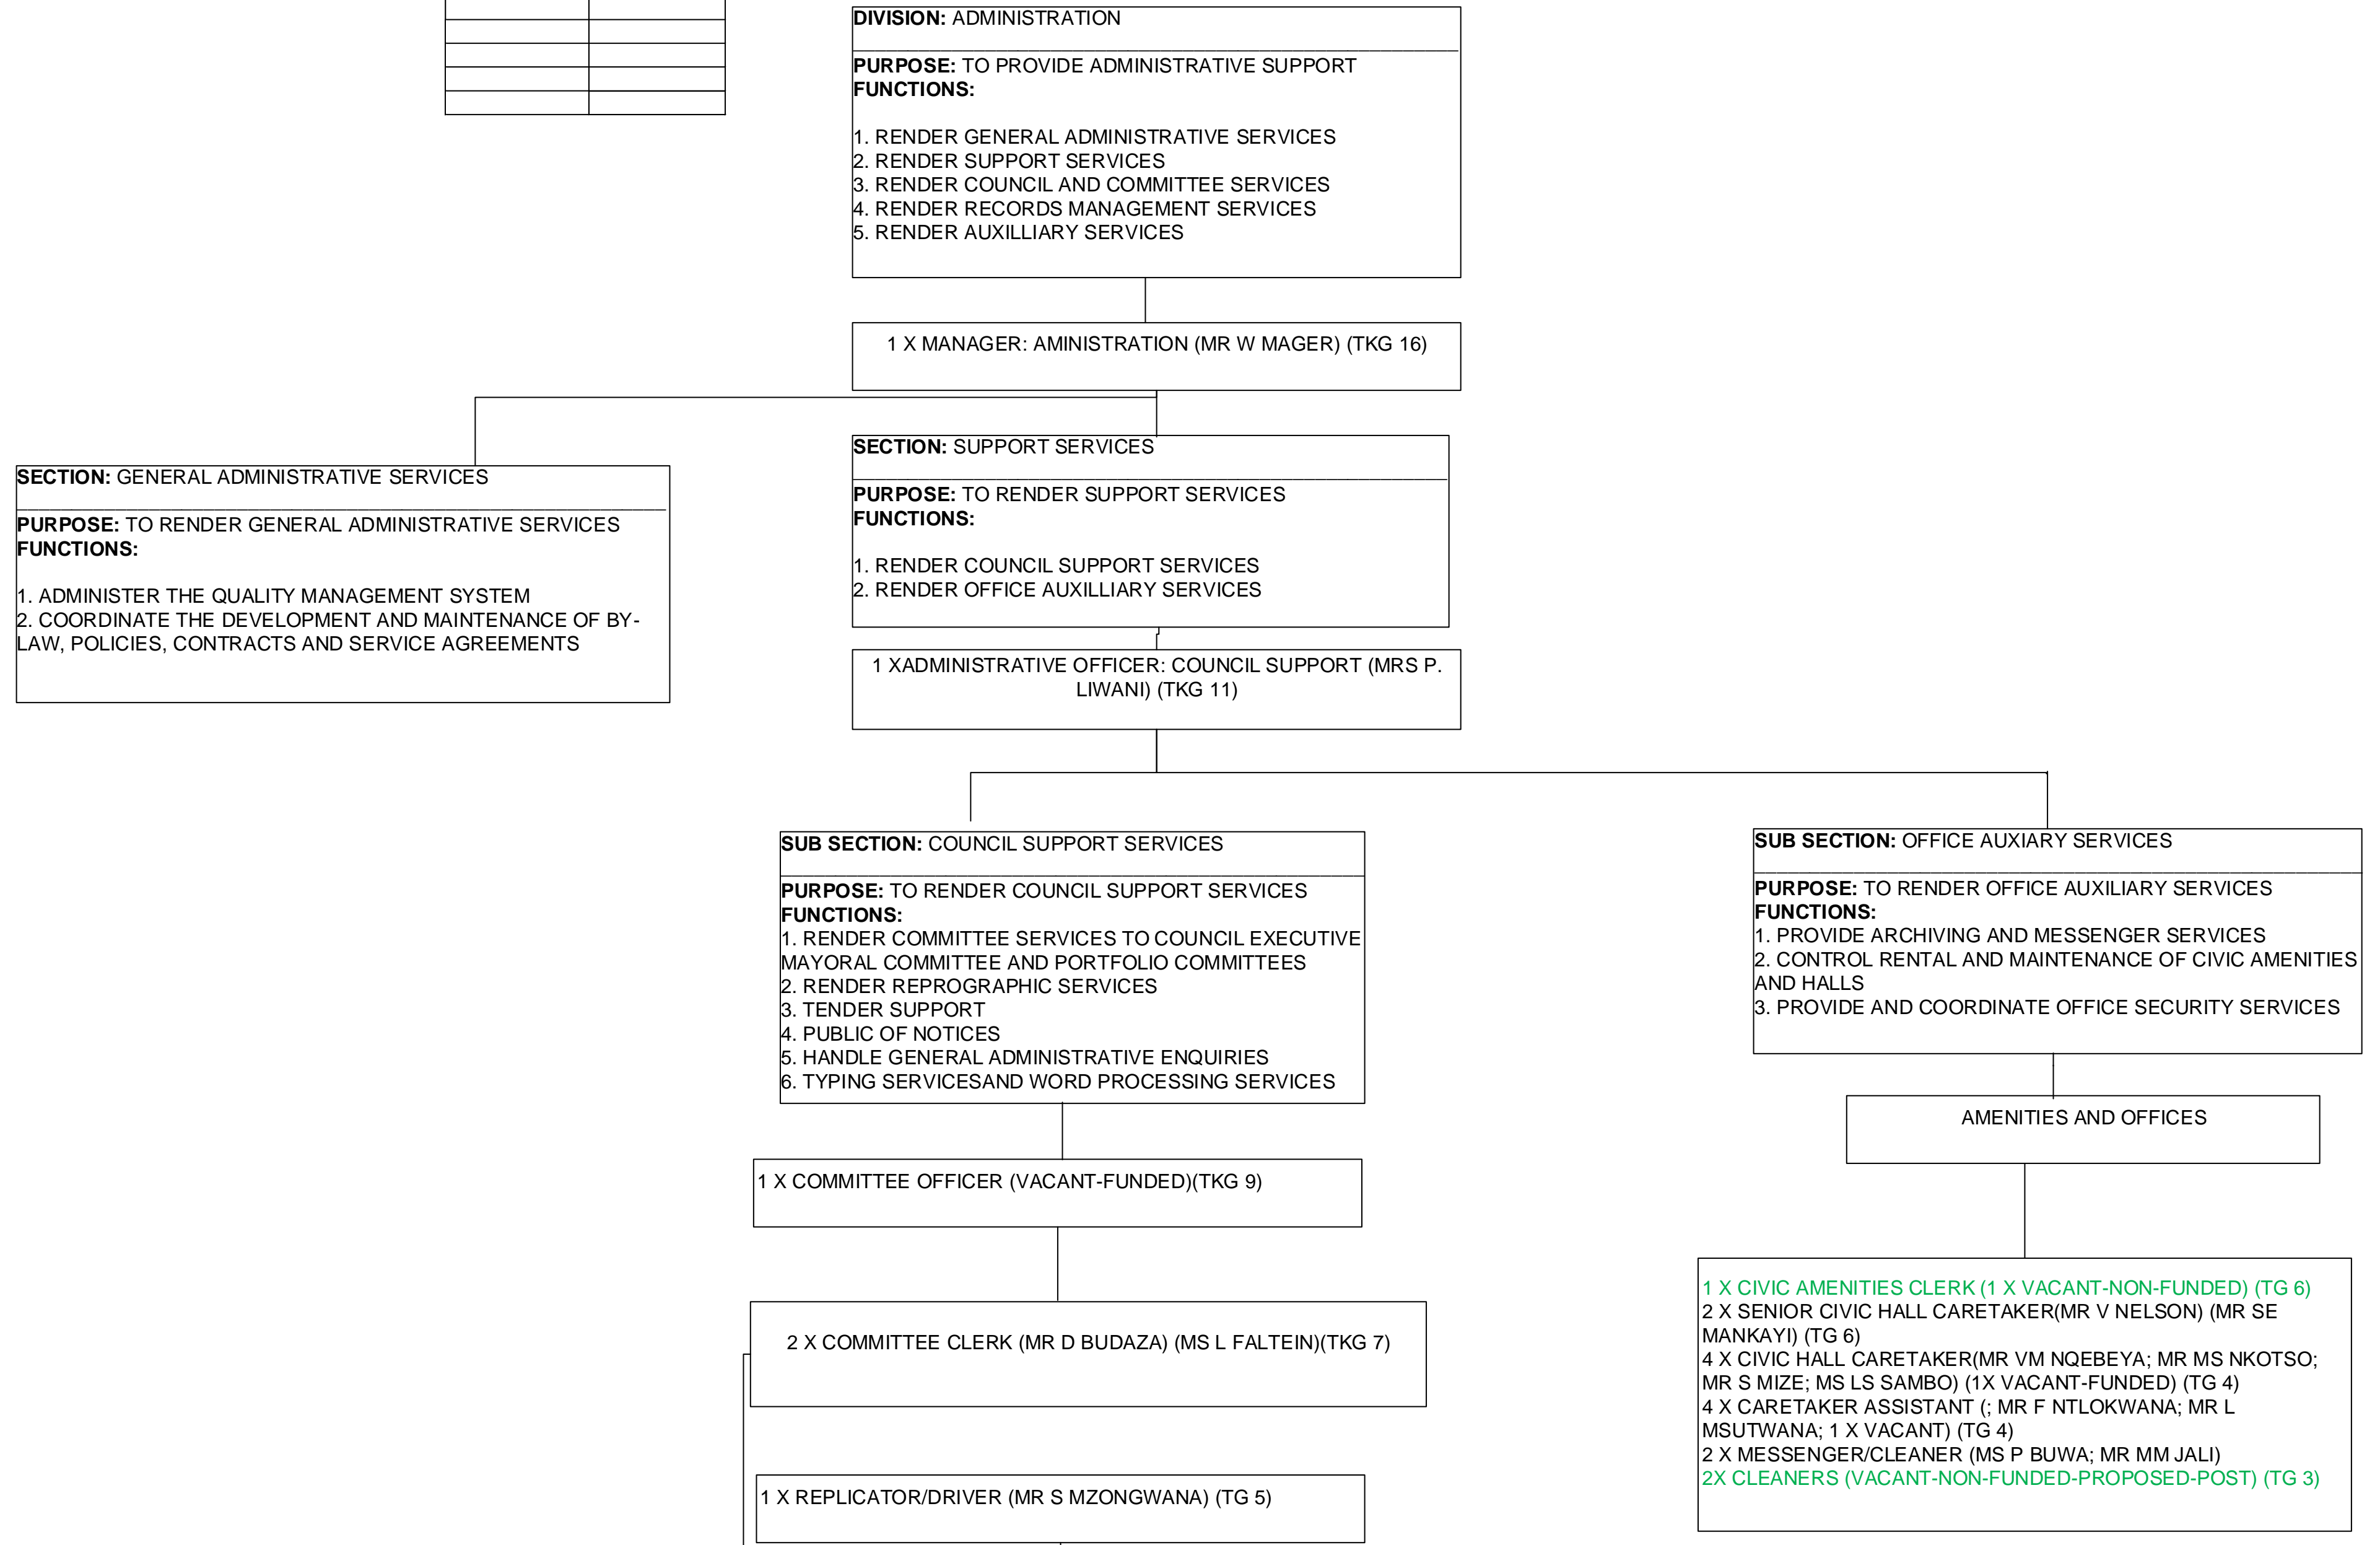 DIVISION: ADMINISTRATION
PURPOSE: TO PROVIDE ADMINISTRATIVE SUPPORT
FUNCTIONS:
1. RENDER GENERAL ADMINISTRATIVE SERVICES
2. RENDER SUPPORT SERVICES
3. RENDER COUNCIL AND COMMITTEE SERVICES
4. RENDER RECORDS MANAGEMENT SERVICES
5. RENDER AUXILLIARY SERVICES
1 X MANAGER: AMINISTRATION (MR W MAGER) (TKG 16)
SECTION: GENERAL ADMINISTRATIVE SERVICES
PURPOSE: TO RENDER GENERAL ADMINISTRATIVE SERVICES
FUNCTIONS:
1. ADMINISTER THE QUALITY MANAGEMENT SYSTEM
2. COORDINATE THE DEVELOPMENT AND MAINTENANCE OF BY-
LAW, POLICIES, CONTRACTS AND SERVICE AGREEMENTS
SECTION: SUPPORT SERVICES
PURPOSE: TO RENDER SUPPORT SERVICES
FUNCTIONS:
1. RENDER COUNCIL SUPPORT SERVICES
2. RENDER OFFICE AUXILLIARY SERVICES
1 XADMINISTRATIVE OFFICER: COUNCIL SUPPORT (MRS P.
LIWANI) (TKG 11)
SUB SECTION: COUNCIL SUPPORT SERVICES
PURPOSE: TO RENDER COUNCIL SUPPORT SERVICES
FUNCTIONS:
1. RENDER COMMITTEE SERVICES TO COUNCIL EXECUTIVE
MAYORAL COMMITTEE AND PORTFOLIO COMMITTEES
2. RENDER REPROGRAPHIC SERVICES
3. TENDER SUPPORT
4. PUBLIC OF NOTICES
5. HANDLE GENERAL ADMINISTRATIVE ENQUIRIES
6. TYPING SERVICESAND WORD PROCESSING SERVICES
1 X COMMITTEE OFFICER (VACANT-FUNDED)(TKG 9)
2 X COMMITTEE CLERK (MR D BUDAZA) (MS L FALTEIN)(TKG 7)
1 X REPLICATOR/DRIVER (MR S MZONGWANA) (TG 5)
SUB SECTION: OFFICE AUXIARY SERVICES
PURPOSE: TO RENDER OFFICE AUXILIARY SERVICES
FUNCTIONS:
1. PROVIDE ARCHIVING AND MESSENGER SERVICES
2. CONTROL RENTAL AND MAINTENANCE OF CIVIC AMENITIES
AND HALLS
3. PROVIDE AND COORDINATE OFFICE SECURITY SERVICES
AMENITIES AND OFFICES
1 X CIVIC AMENITIES CLERK (1 X VACANT-NON-FUNDED) (TG 6)
2 X SENIOR CIVIC HALL CARETAKER(MR V NELSON) (MR SE
MANKAYI) (TG 6)
4 X CIVIC HALL CARETAKER(MR VM NQEBEYA; MR MS NKOTSO;
MR S MIZE; MS LS SAMBO) (1X VACANT-FUNDED) (TG 4)
4 X CARETAKER ASSISTANT (; MR F NTLOKWANA; MR L
MSUTWANA; 1 X VACANT) (TG 4)
2 X MESSENGER/CLEANER (MS P BUWA; MR MM JALI)
2X CLEANERS (VACANT-NON-FUNDED-PROPOSED-POST) (TG 3)